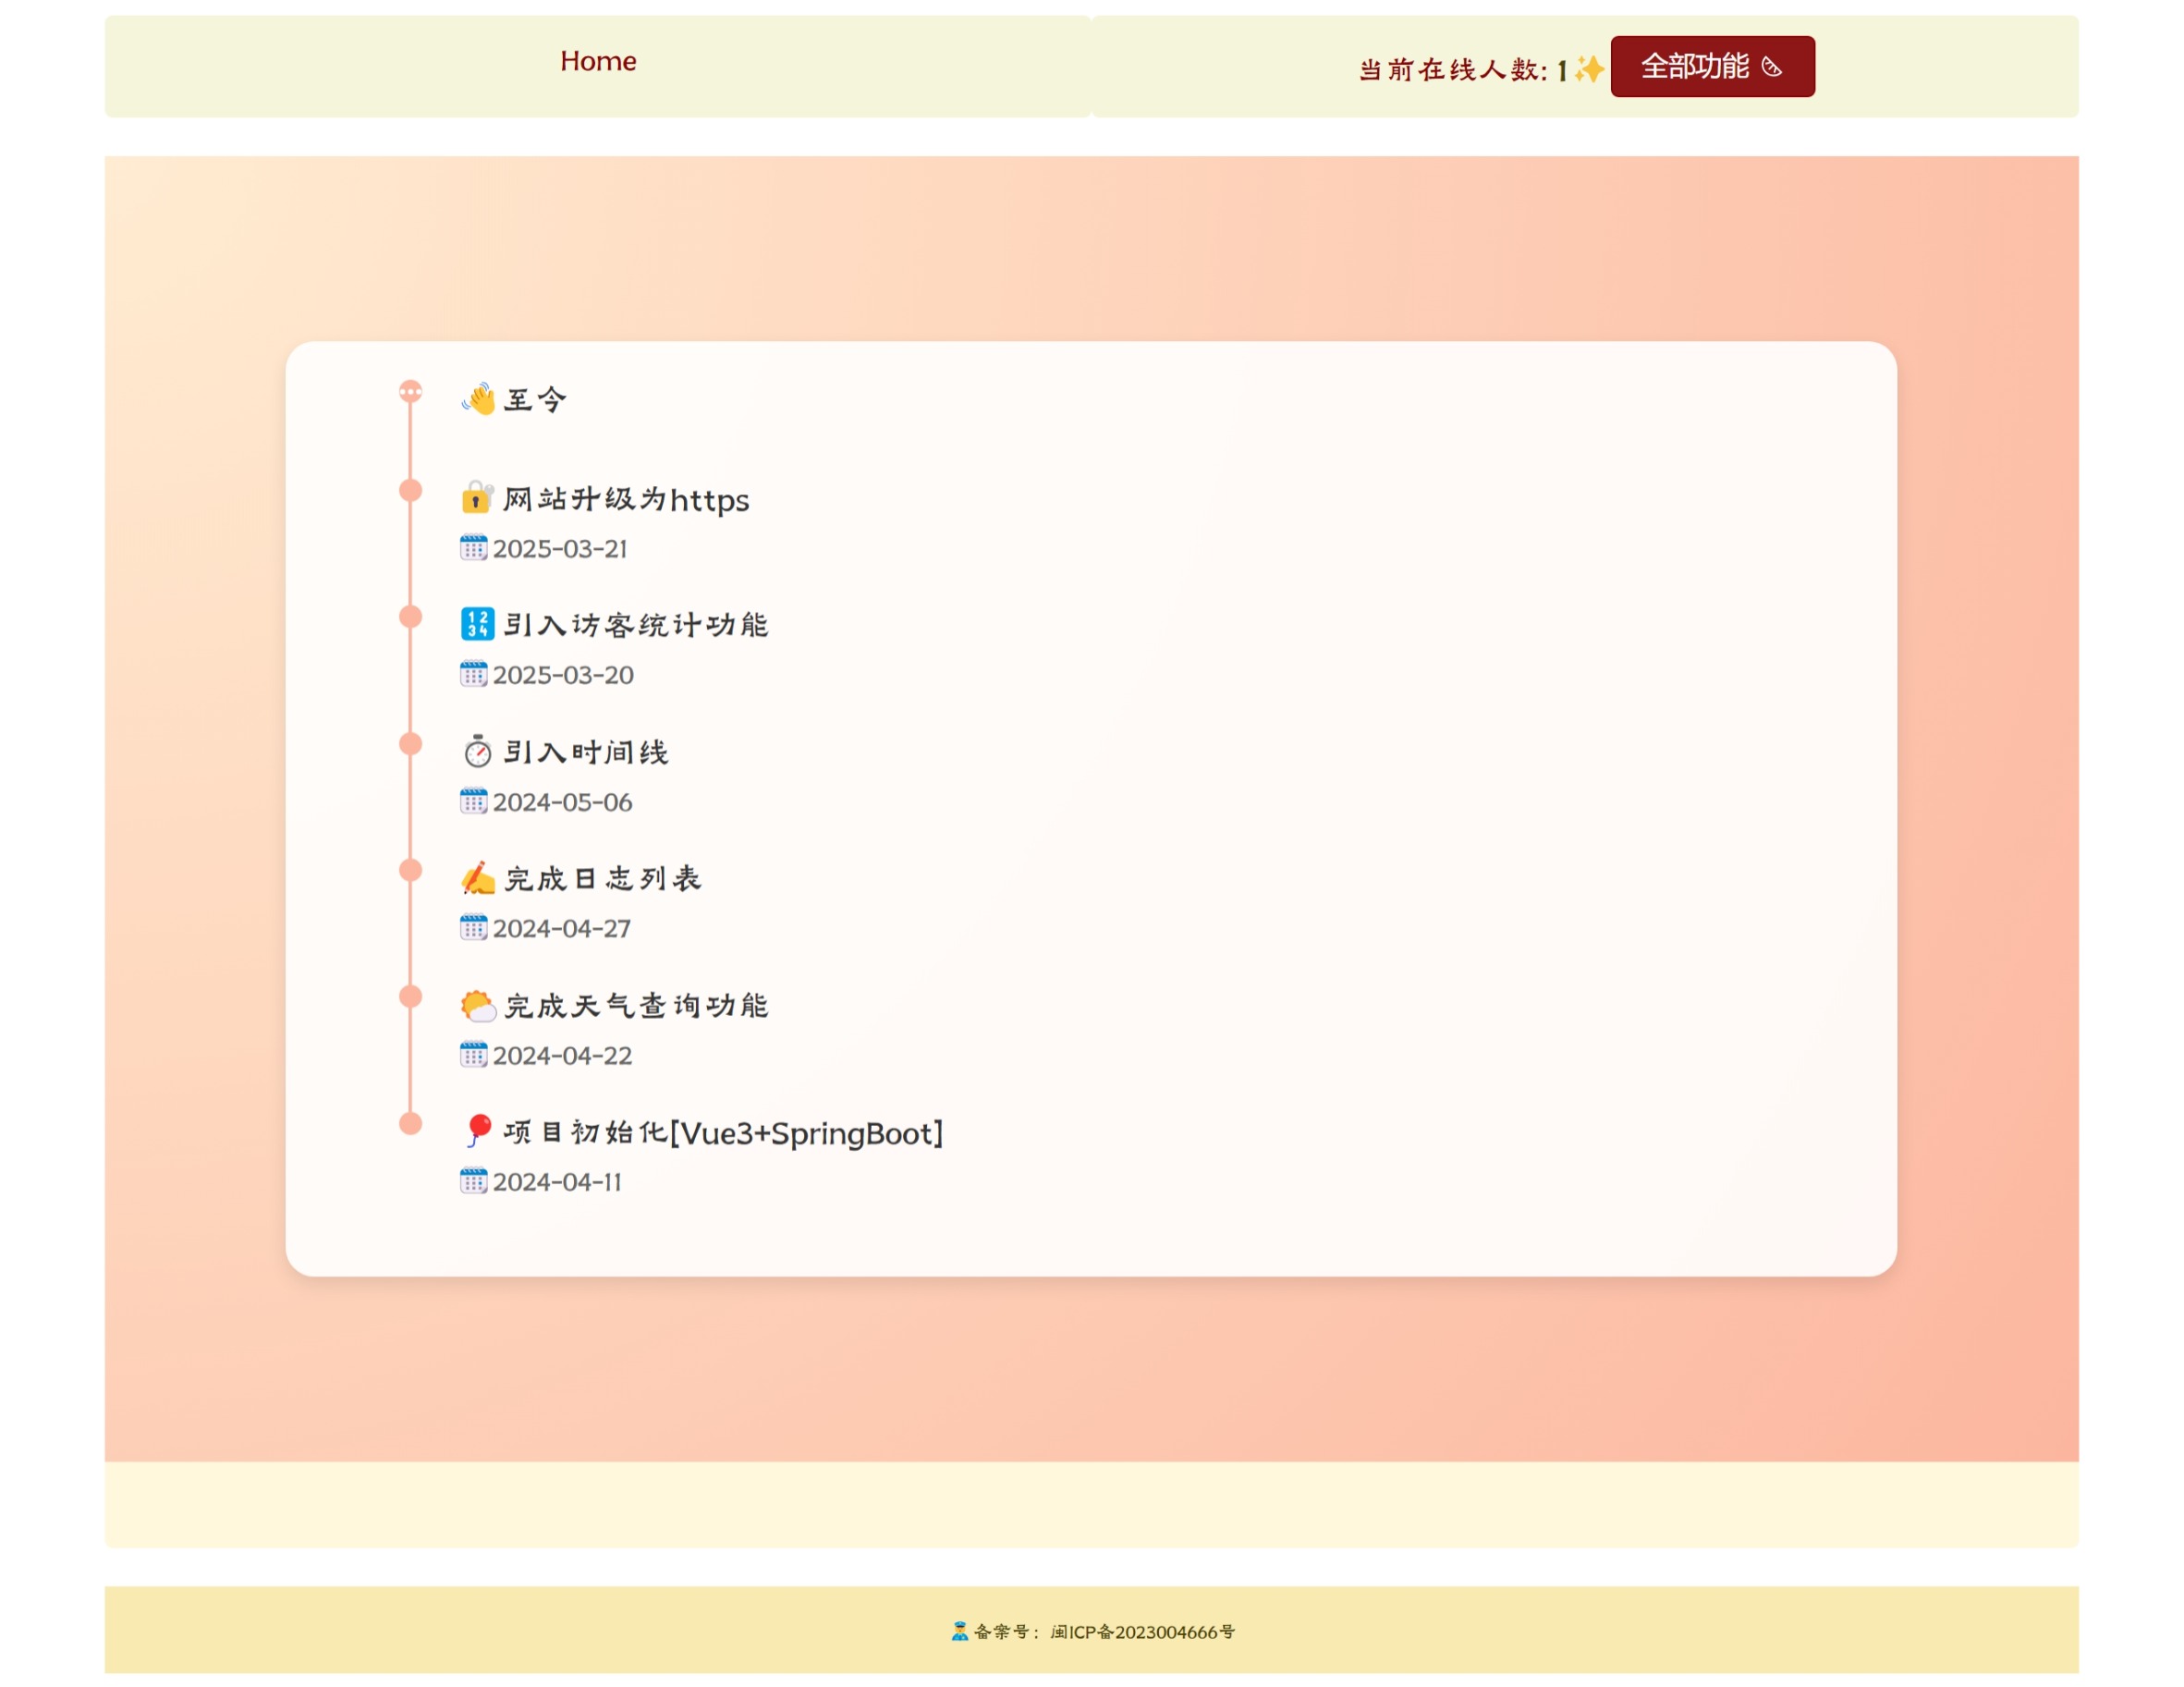 Home
当前在线人数: 1✨
全部功能
👋至今
🔐网站升级为https
🗓️2025-03-21
🔢引入访客统计功能
🗓️2025-03-20
⏱️引入时间线
🗓️2024-05-06
✍️完成日志列表
🗓️2024-04-27
🌤️完成天气查询功能
🗓️2024-04-22
🎈项目初始化[Vue3+SpringBoot]
🗓️2024-04-11
👮备案号：闽ICP备2023004666号